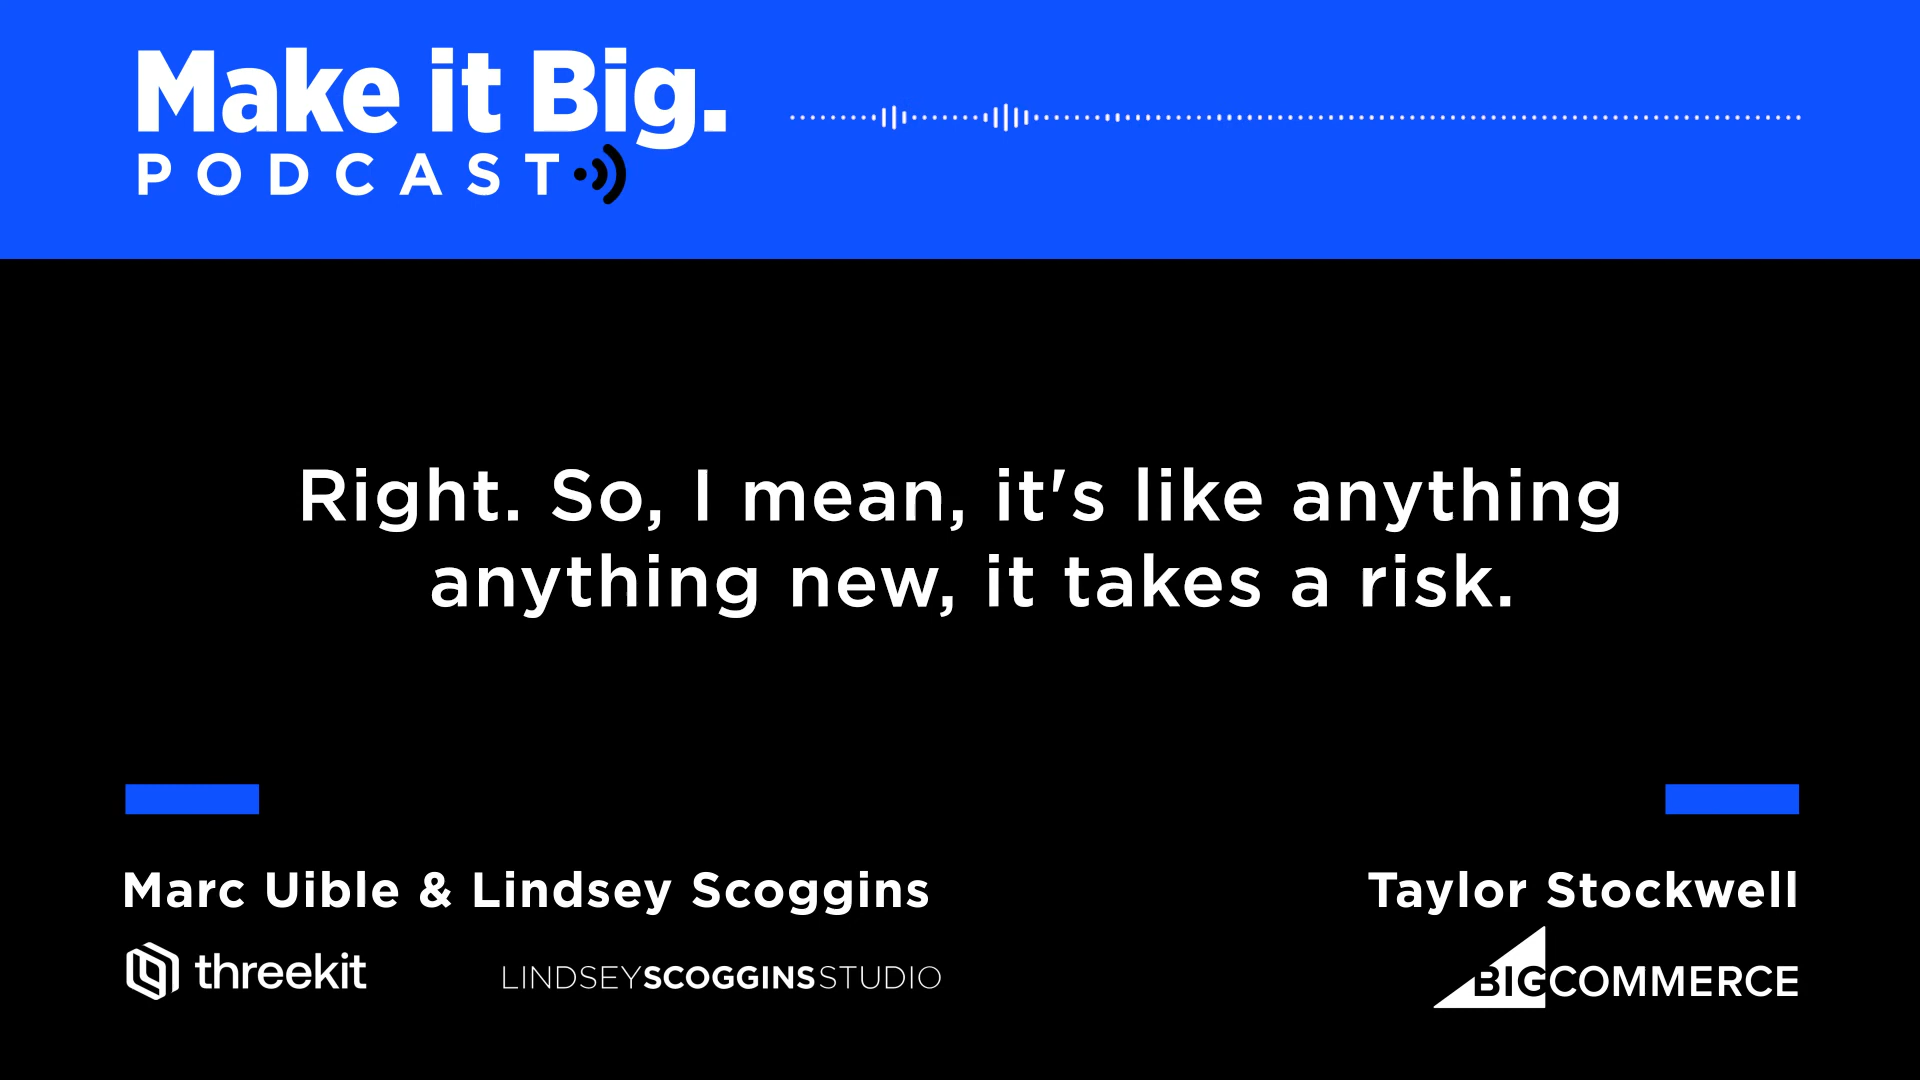 Make it Big.
PODCAST
Right. So, I mean, it's like anything
anything new, it takes a risk.
Marc Uible & Lindsey Scoggins
Taylor Stockwell
threekit
LINDSEYSCOGGINSSTUDIO
BIGCOMMERCE